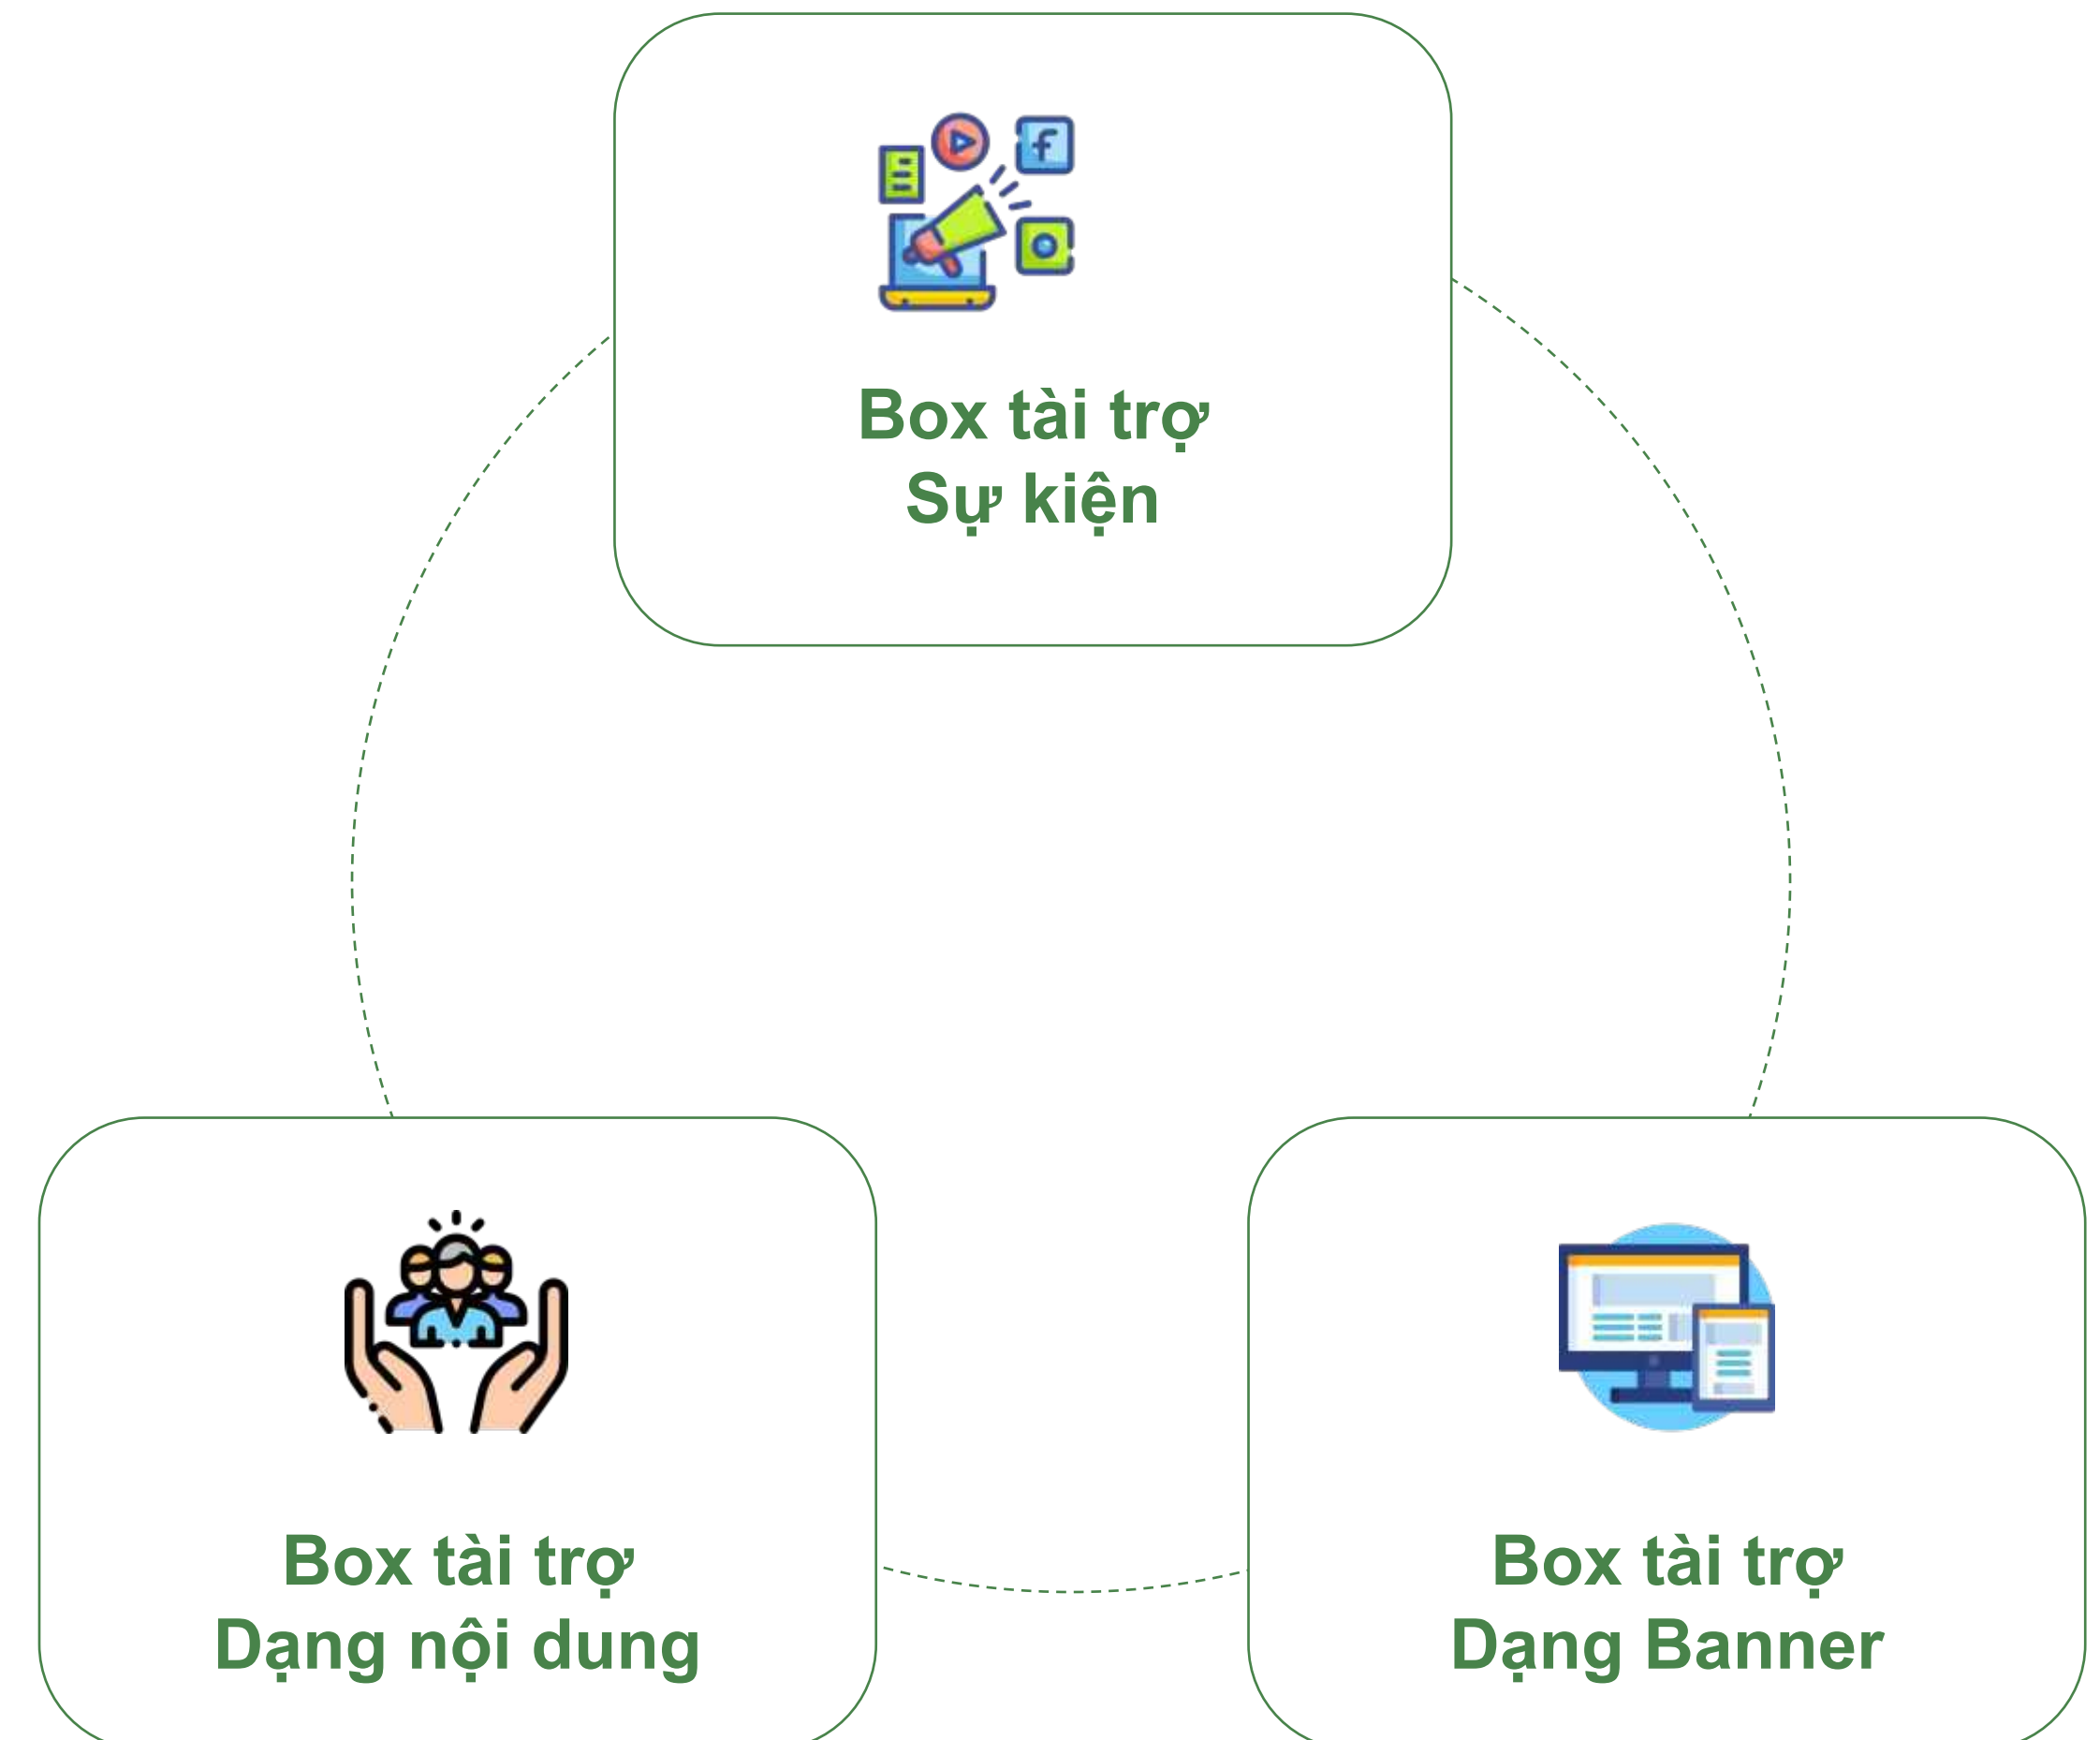 Box tài trợ
Sự kiện
Box tài trợ
Dạng nội dung
Box tài trợ
Dạng Banner